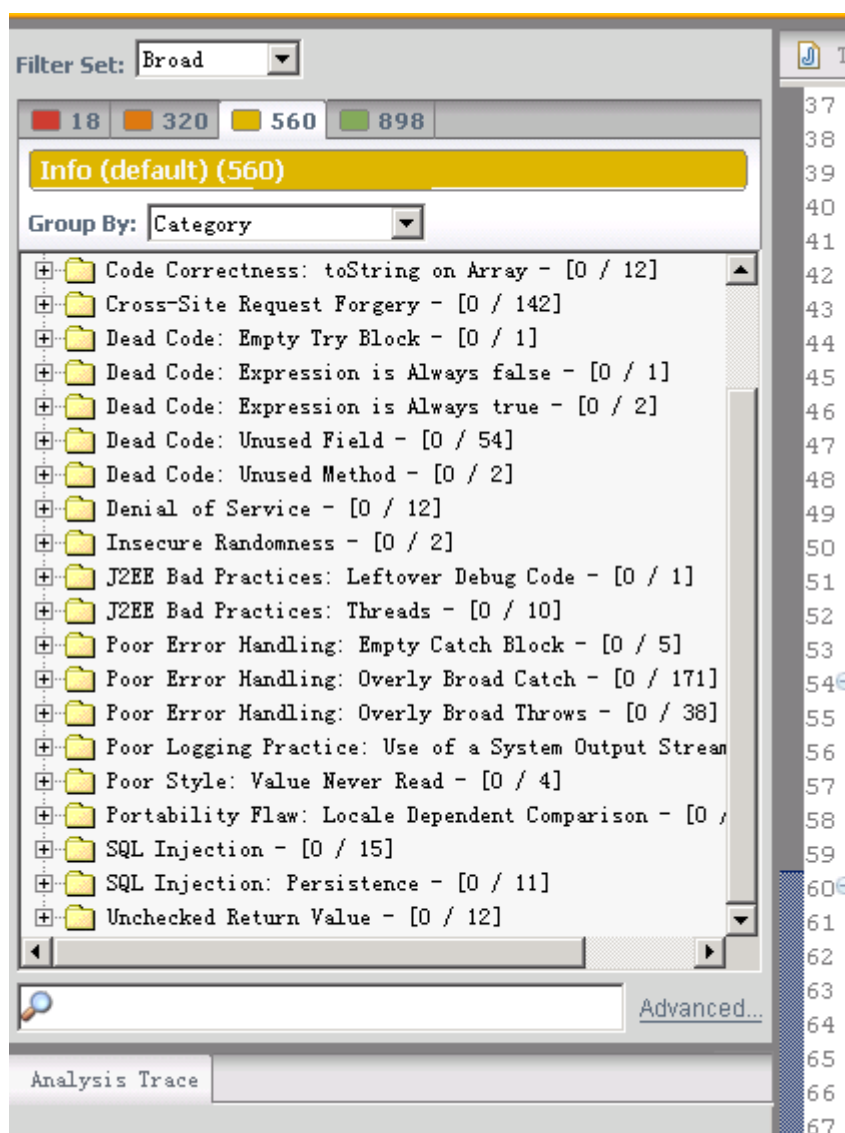 Filter Set: Broad
18 320 560 898
Info (default) (560)
Group By: Category
Code Correctness: toString on Array - [0 / 12]
Cross-Site Request Forgery - [0 / 142]
Dead Code: Empty Try Block - [0 / 1]
Dead Code: Expression is Always false - [0 / 1]
Dead Code: Expression is Always true - [0 / 2]
Dead Code: Unused Field - [0 / 54]
Dead Code: Unused Method - [0 / 2]
Denial of Service - [0 / 12]
Insecure Randomness - [0 / 2]
J2EE Bad Practices: Leftover Debug Code - [0 / 1]
J2EE Bad Practices: Threads - [0 / 10]
Poor Error Handling: Empty Catch Block - [0 / 5]
Poor Error Handling: Overly Broad Catch - [0 / 171]
Poor Error Handling: Overly Broad Throws - [0 / 38]
Poor Logging Practice: Use of a System Output Stream
Poor Style: Value Never Read - [0 / 4]
Portability Flaw: Locale Dependent Comparison - [0 /
SQL Injection - [0 / 15]
SQL Injection: Persistence - [0 / 11]
Unchecked Return Value - [0 / 12]
Advanced...
Analysis Trace
J
37
38
39
40
41
42
43
44
45
46
47
48
49
50
51
52
53
54
55
56
57
58
59
60
61
62
63
64
65
66
67